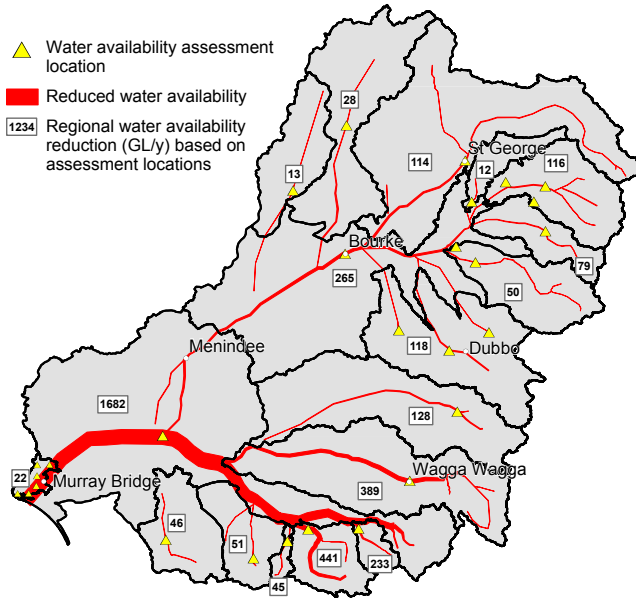 Water availability assessment
location
Reduced water availability
1234 Regional water availability
reduction (GL/y) based on
assessment locations
28
13
114
St George
12
116
Bourke
265
79
50
Menindee
118
Dubbo
1682
128
22
Murray Bridge
Wagga Wagga
389
46
51
45
441
233